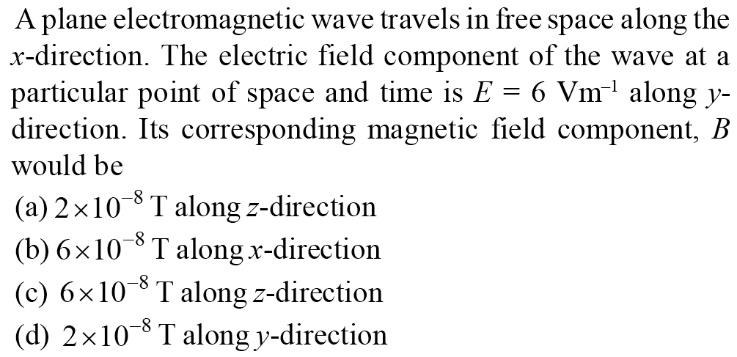 A plane electromagnetic wave travels in free space along the
x-direction. The electric field component of the wave at a
particular point of space and time is E = 6 Vm⁻¹ along y-
direction. Its corresponding magnetic field component, B
would be
(a) 2×10⁻⁸ T along z-direction
(b) 6×10⁻⁸ T along x-direction
(c) 6×10⁻⁸ T along z-direction
(d) 2×10⁻⁸ T along y-direction